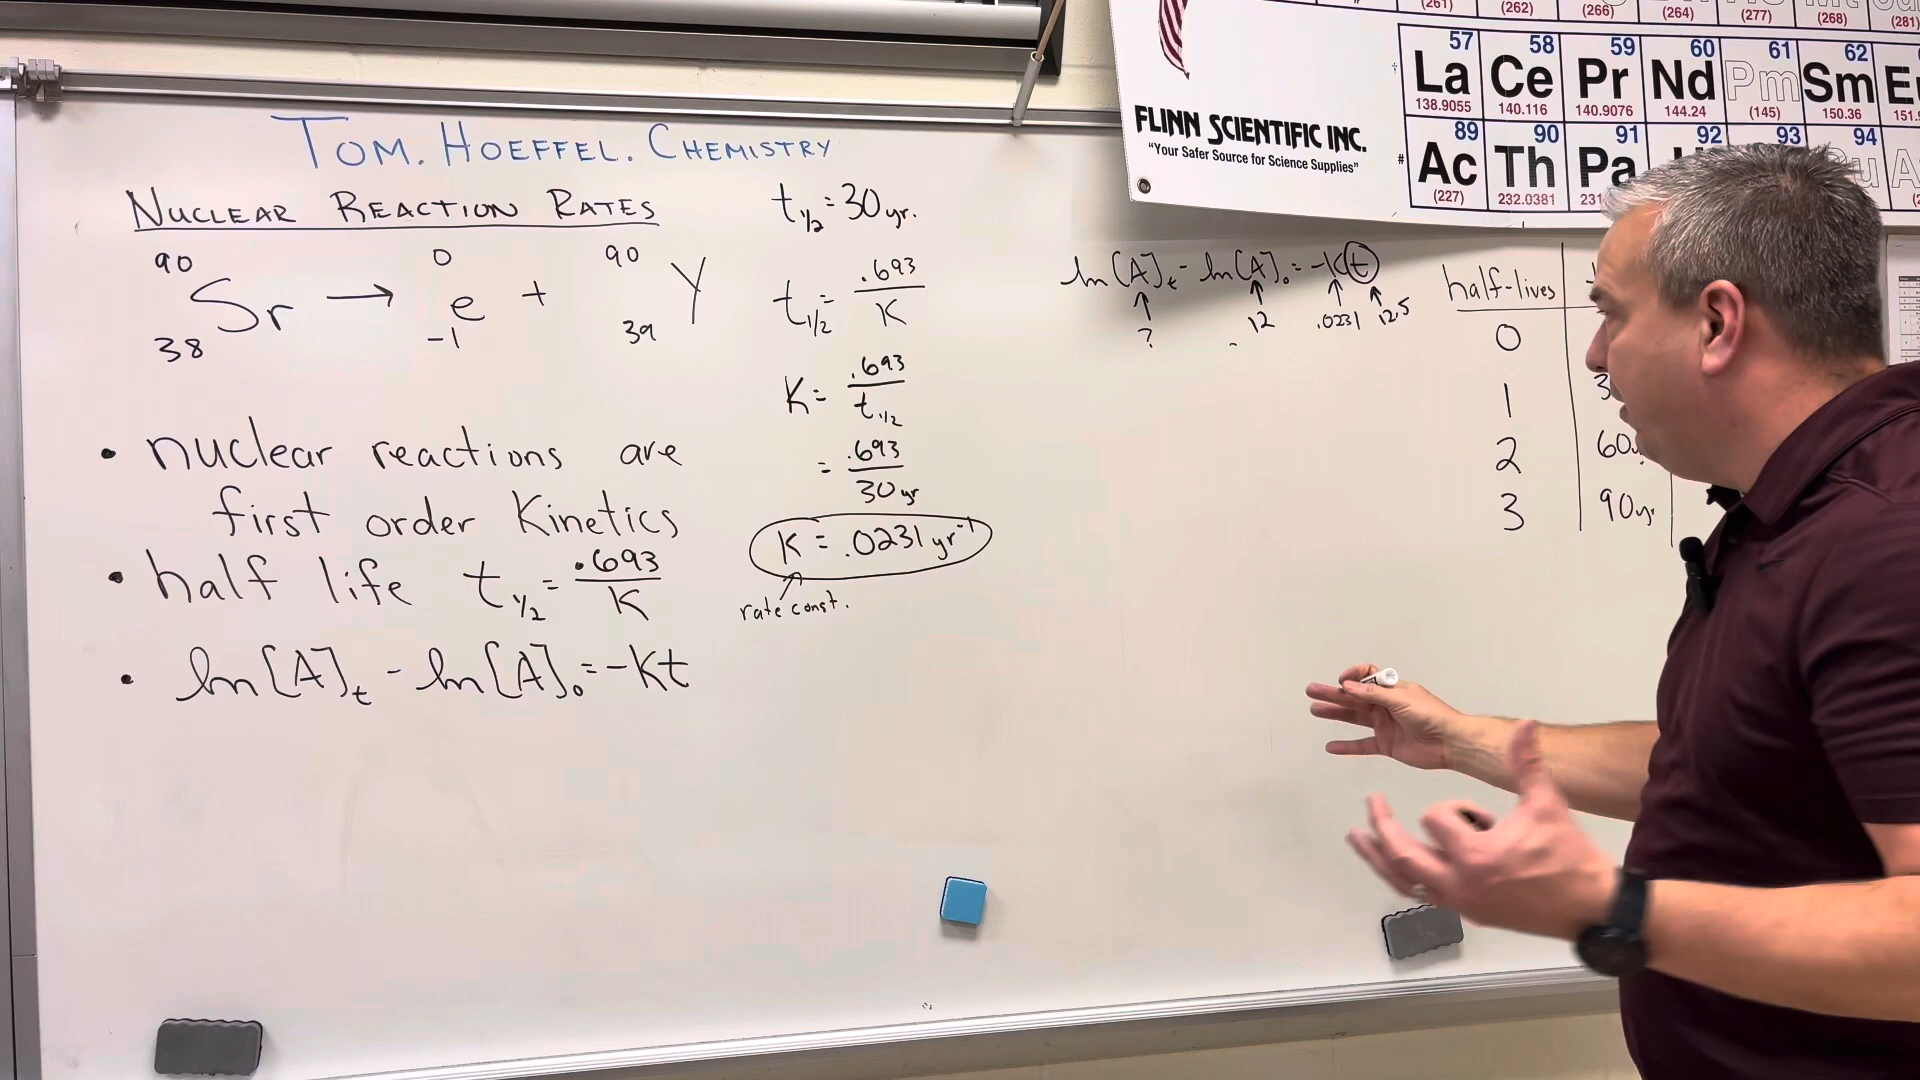 TOM. HOEFFEL. CHEMISTRY
NUCLEAR REACTION RATES
90 0 90
Sr → e + Y
38 -1 39
• nuclear reactions are
first order Kinetics
• half life t½ = .693/K
• ln[A]t - ln[A]o = -Kt
t½ = 30 yr.
t½ = .693/K
K = .693/t½
= .693/30 yr
K = .0231 yr⁻¹
rate const.
ln[A]t - ln[A]o = -Kt
? 12 .0231 12.5
half-lives
0
1 3
2 60
3 90yr
FLINN SCIENTIFIC INC.
"Your Safer Source for Science Supplies"
(261) (262) (266) (264) (277) (268) (281)
57 58 59 60 61 62
La Ce Pr Nd Pm Sm
138.9055 140.116 140.9076 144.24 (145) 150.36
89 90 91 92 93 94
# Ac Th Pa
(227) 232.0381